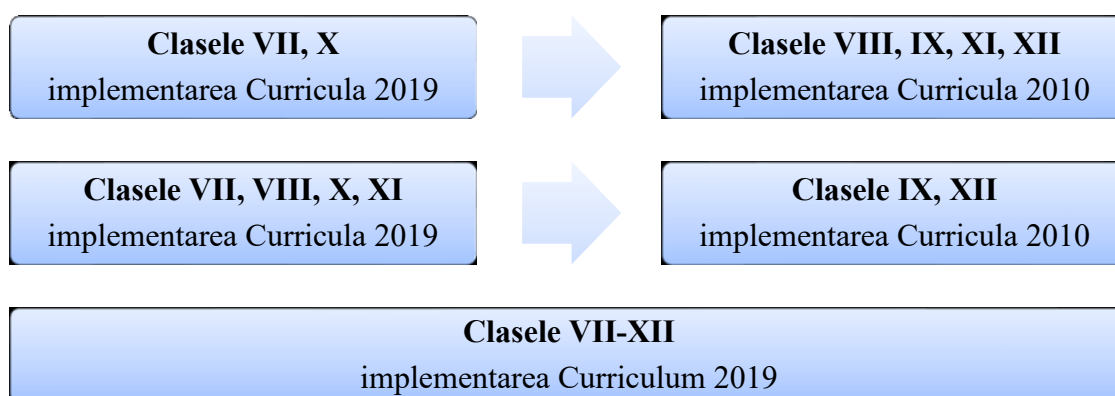 Clasele VII, X
implementarea Curricula 2019
Clasele VIII, IX, XI, XII
implementarea Curricula 2010
Clasele VII, VIII, X, XI
implementarea Curricula 2019
Clasele IX, XII
implementarea Curricula 2010
Clasele VII-XII
implementarea Curriculum 2019